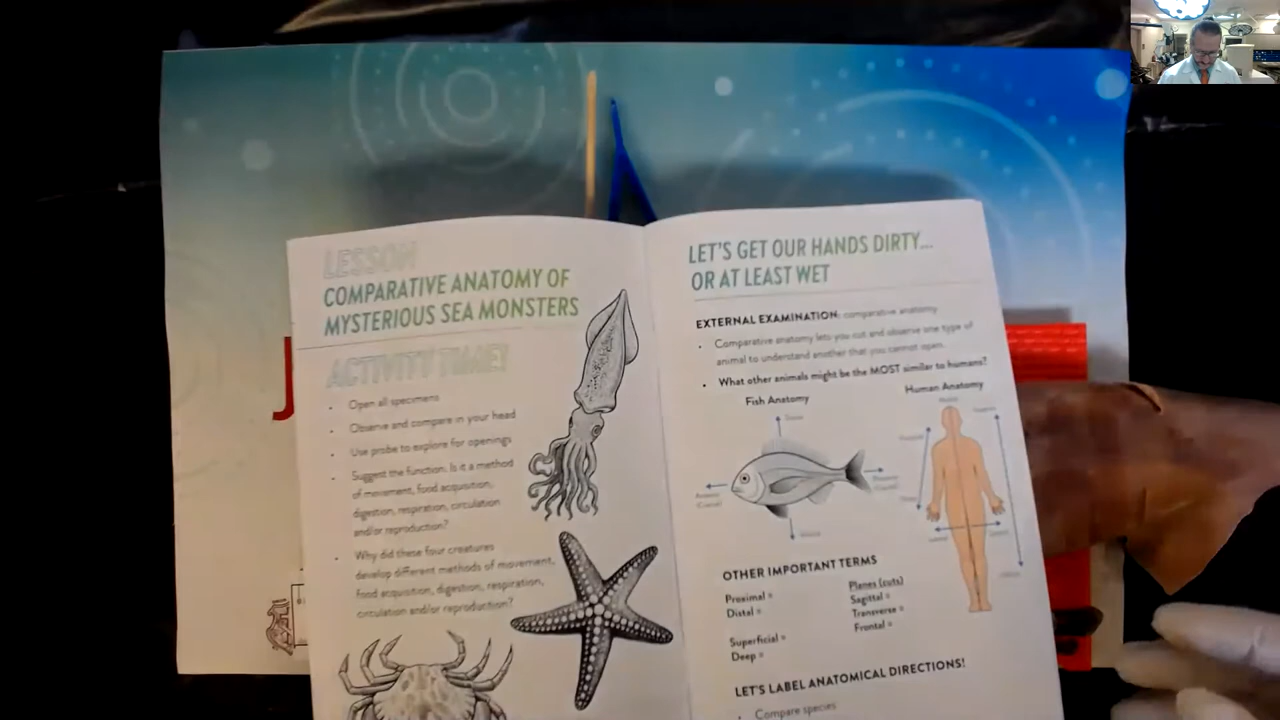 LESSON
COMPARATIVE ANATOMY OF
MYSTERIOUS SEA MONSTERS
ACTIVITY TIME!
• Open all specimens
• Observe and compare in your head
• Use probe to explore for openings
• Suggest the function: Is it a method
of movement, food acquisition,
digestion, respiration, circulation
and/or reproduction?
• Why did these four creatures
develop different methods of movement,
food acquisition, digestion, respiration,
circulation and/or reproduction?
LET'S GET OUR HANDS DIRTY...
OR AT LEAST WET
EXTERNAL EXAMINATION: comparative anatomy
• Comparative anatomy lets you cut and observe one type of
animal to understand another that you cannot open.
• What other animals might be the MOST similar to humans?
Fish Anatomy
Human Anatomy
OTHER IMPORTANT TERMS
Proximal =
Distal =
Superficial =
Deep =
Planes (cuts)
Sagittal =
Transverse =
Frontal =
LET'S LABEL ANATOMICAL DIRECTIONS!
• Compare species
J